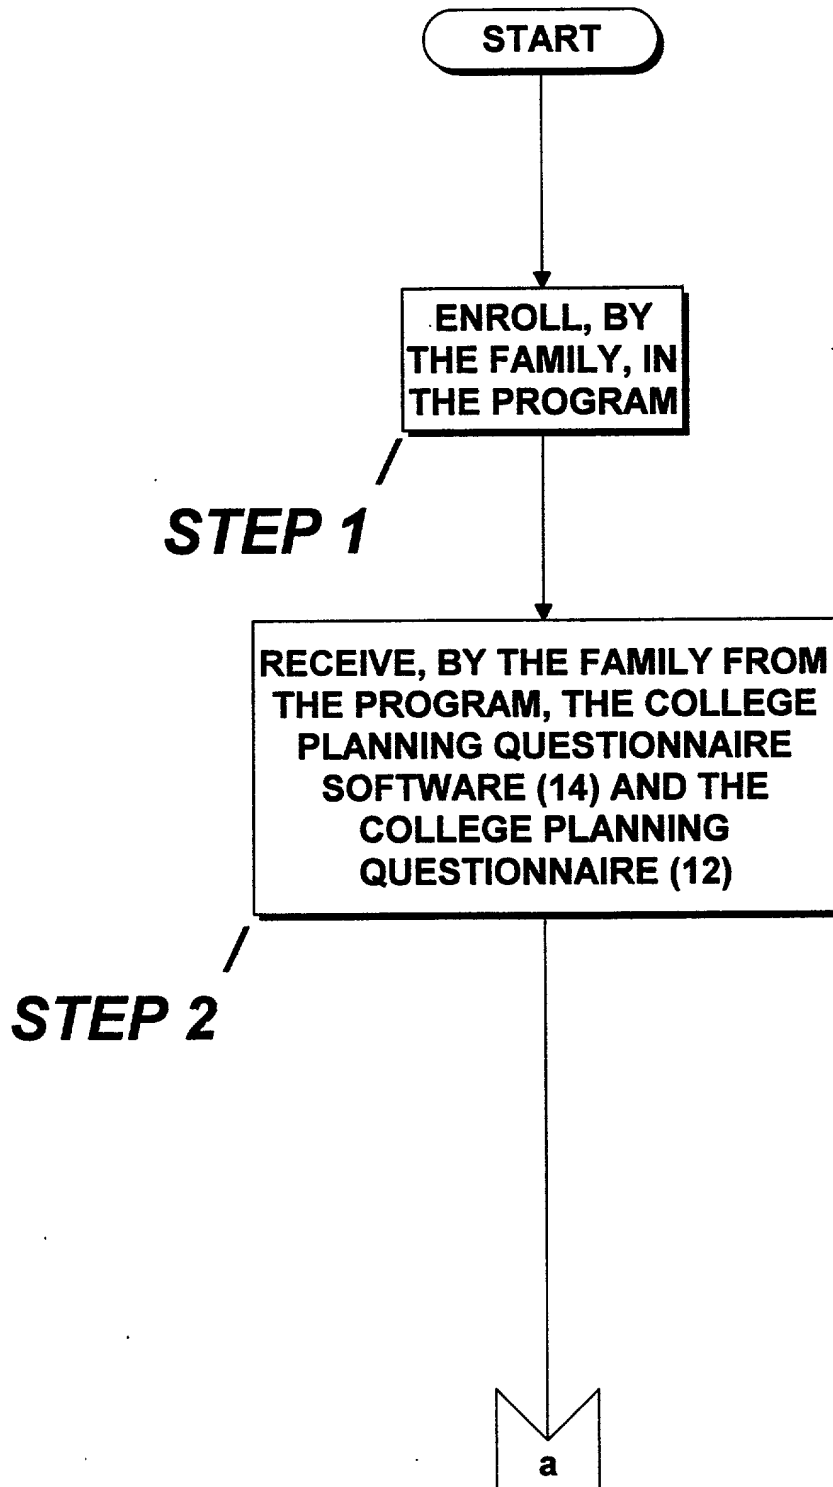 START
ENROLL, BY
THE FAMILY, IN
THE PROGRAM
STEP 1
RECEIVE, BY THE FAMILY FROM
THE PROGRAM, THE COLLEGE
PLANNING QUESTIONNAIRE
SOFTWARE (14) AND THE
COLLEGE PLANNING
QUESTIONNAIRE (12)
STEP 2
a